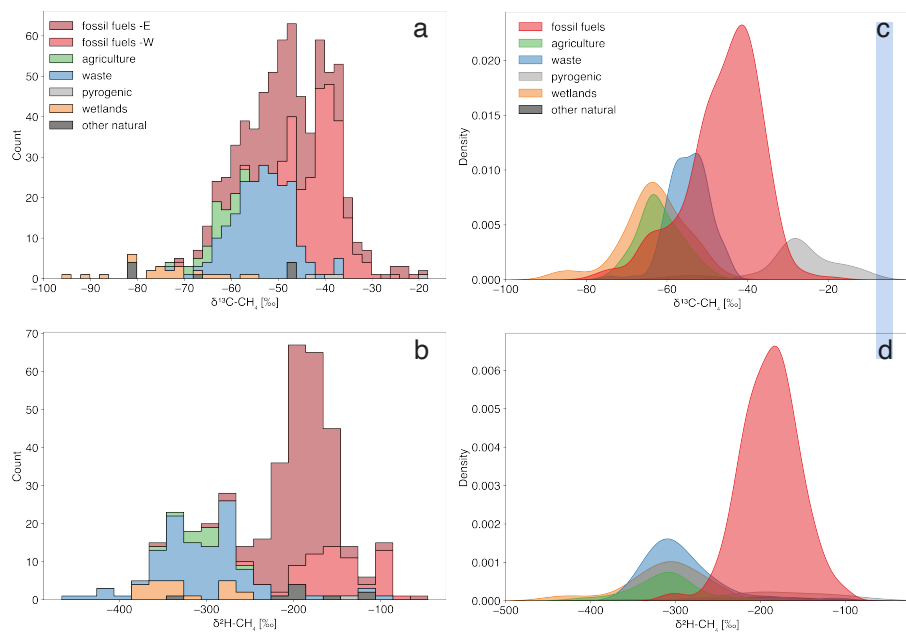 a
fossil fuels -E
fossil fuels -W
agriculture
waste
pyrogenic
wetlands
other natural
Count
60
50
40
30
20
10
0
−100 −90 −80 −70 −60 −50 −40 −30 −20
δ¹³C-CH₄ [‰]
c
fossil fuels
agriculture
waste
pyrogenic
wetlands
other natural
Density
0.020
0.015
0.010
0.005
0.000
−100 −80 −60 −40 −20
δ¹³C-CH₄ [‰]
b
Count
70
60
50
40
30
20
10
0
−400 −300 −200 −100
δ²H-CH₄ [‰]
d
Density
0.006
0.005
0.004
0.003
0.002
0.001
0.000
−500 −400 −300 −200 −100
δ²H-CH₄ [‰]